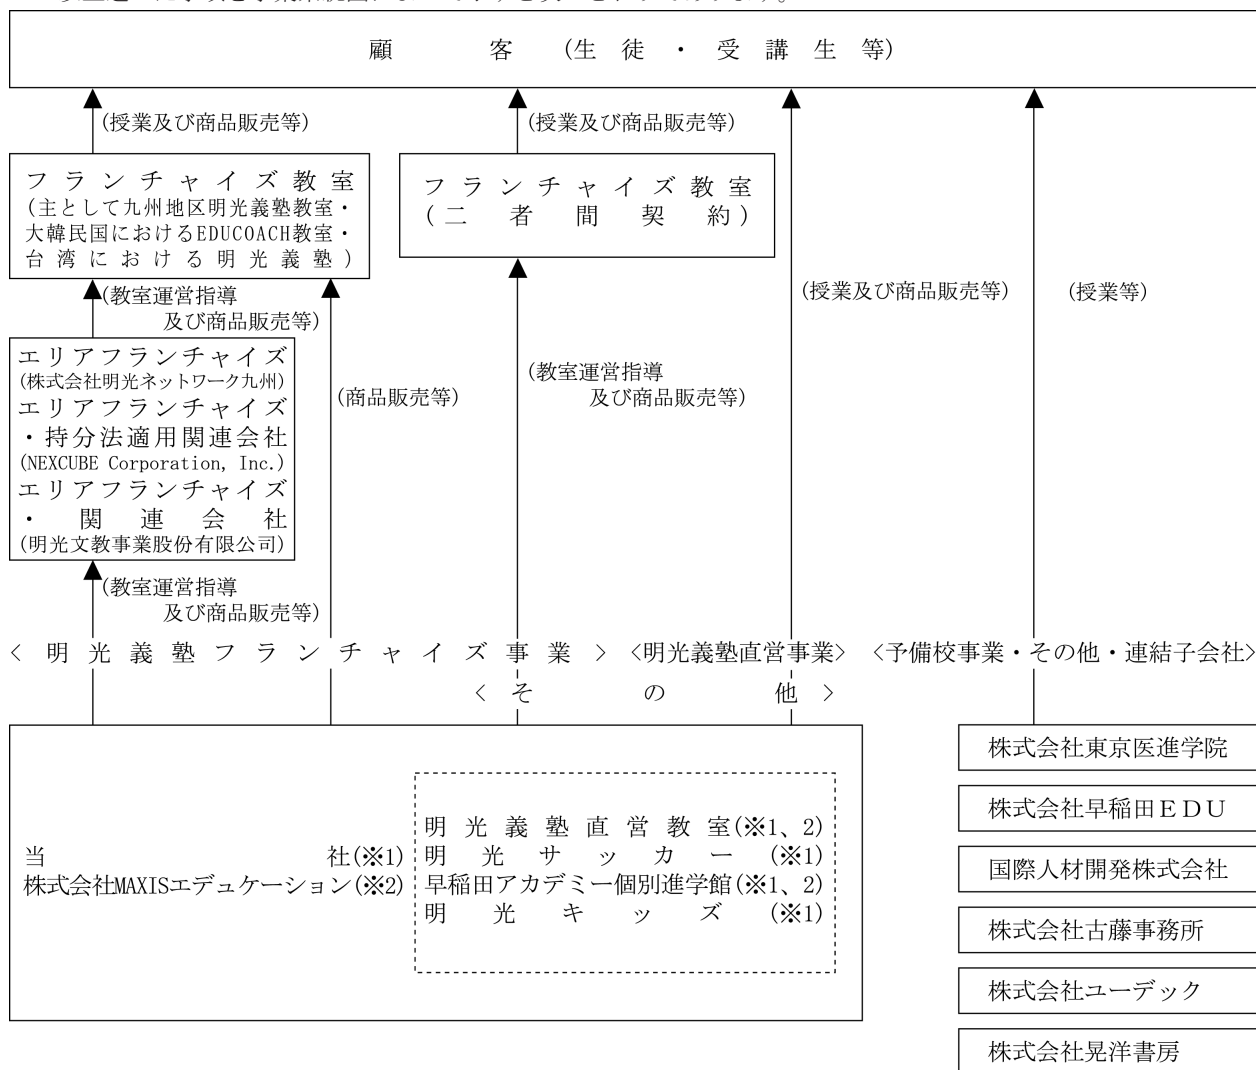 顧客(生徒・受講生等)
(授業及び商品販売等)
(授業及び商品販売等)
フランチャイズ教室
(主として九州地区明光義塾教室・
大韓民国におけるEDUCOACH教室・
台湾における明光義塾)
フランチャイズ教室
(二者間契約)
(教室運営指導
及び商品販売等)
(授業及び商品販売等)
(授業等)
エリアフランチャイズ
(株式会社明光ネットワーク九州)
エリアフランチャイズ
・持分法適用関連会社
(NEXCUBE Corporation, Inc.)
エリアフランチャイズ
・関連会社
(明光文教事業股份有限公司)
(商品販売等)
(教室運営指導
及び商品販売等)
(教室運営指導
及び商品販売等)
<明光義塾フランチャイズ事業>
<明光義塾直営事業>
<予備校事業・その他・連結子会社>
<その他>
当社(※1)
株式会社MAXISエデュケーション(※2)
明光義塾直営教室(※1、2)
明光サッカー(※1)
早稲田アカデミー個別進学館(※1、2)
明光キッズ(※1)
株式会社東京医進学院
株式会社早稲田EDU
国際人材開発株式会社
株式会社古藤事務所
株式会社ユーデック
株式会社晃洋書房